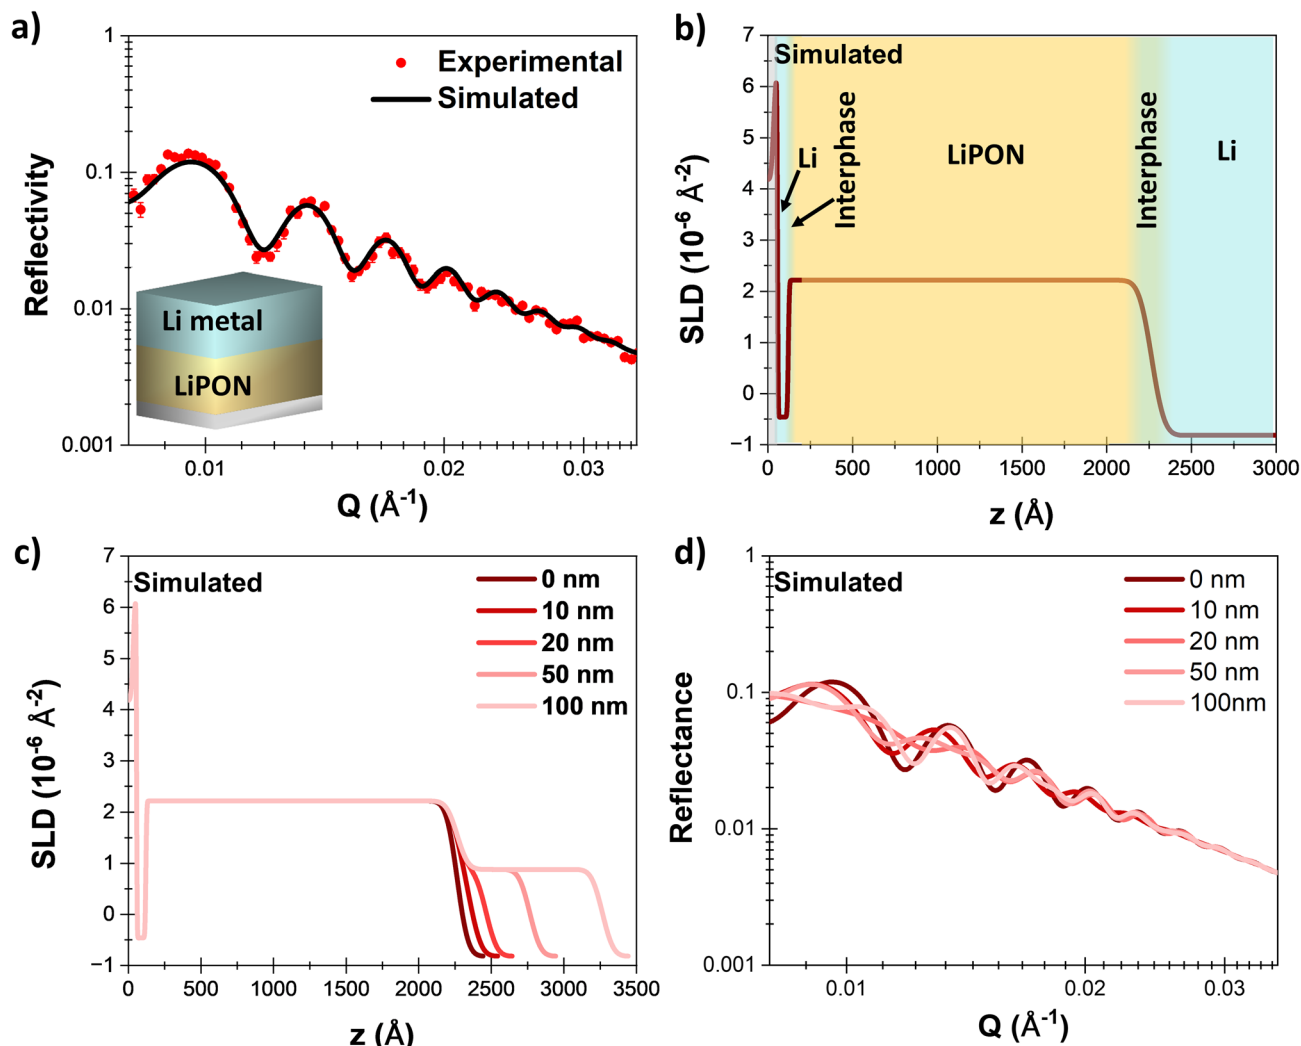 a)
1
0.1
0.01
0.001
Reflectivity
Experimental
Simulated
Li metal
LiPON
0.01
0.02
0.03
Q (Å⁻¹)
b)
7
6
5
4
3
2
1
0
−1
SLD (10⁻⁶ Å⁻²)
Simulated
Li
Interphase
LiPON
Interphase
Li
0
500
1000
1500
2000
2500
3000
z (Å)
c)
7
6
5
4
3
2
1
0
−1
SLD (10⁻⁶ Å⁻²)
Simulated
0 nm
10 nm
20 nm
50 nm
100 nm
0
500
1000
1500
2000
2500
3000
3500
z (Å)
d)
1
0.1
0.01
0.001
Reflectance
Simulated
0 nm
10 nm
20 nm
50 nm
100nm
0.01
0.02
0.03
Q (Å⁻¹)